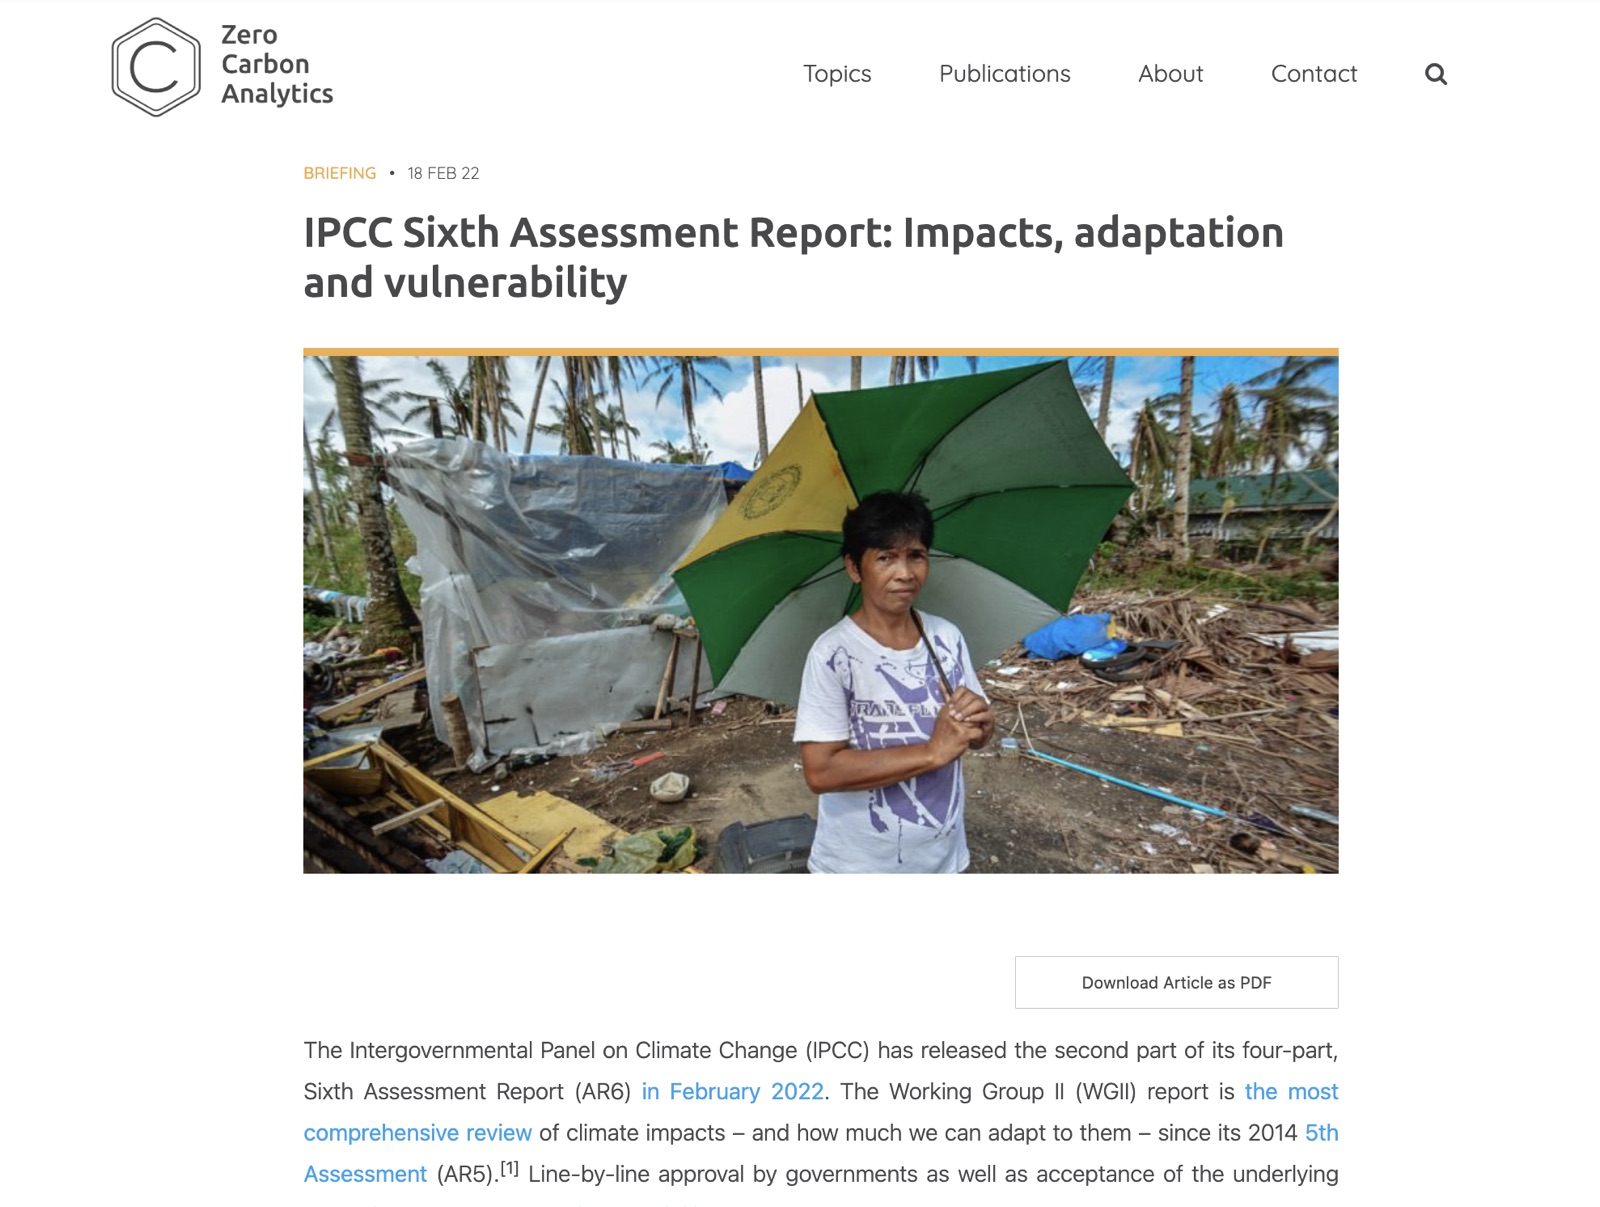 Zero
Carbon
Analytics
Topics
Publications
About
Contact
BRIEFING • 18 FEB 22
IPCC Sixth Assessment Report: Impacts, adaptation
and vulnerability
Download Article as PDF
The Intergovernmental Panel on Climate Change (IPCC) has released the second part of its four-part,
Sixth Assessment Report (AR6) in February 2022. The Working Group II (WGII) report is the most
comprehensive review of climate impacts – and how much we can adapt to them – since its 2014 5th
Assessment (AR5).[1] Line-by-line approval by governments as well as acceptance of the underlying